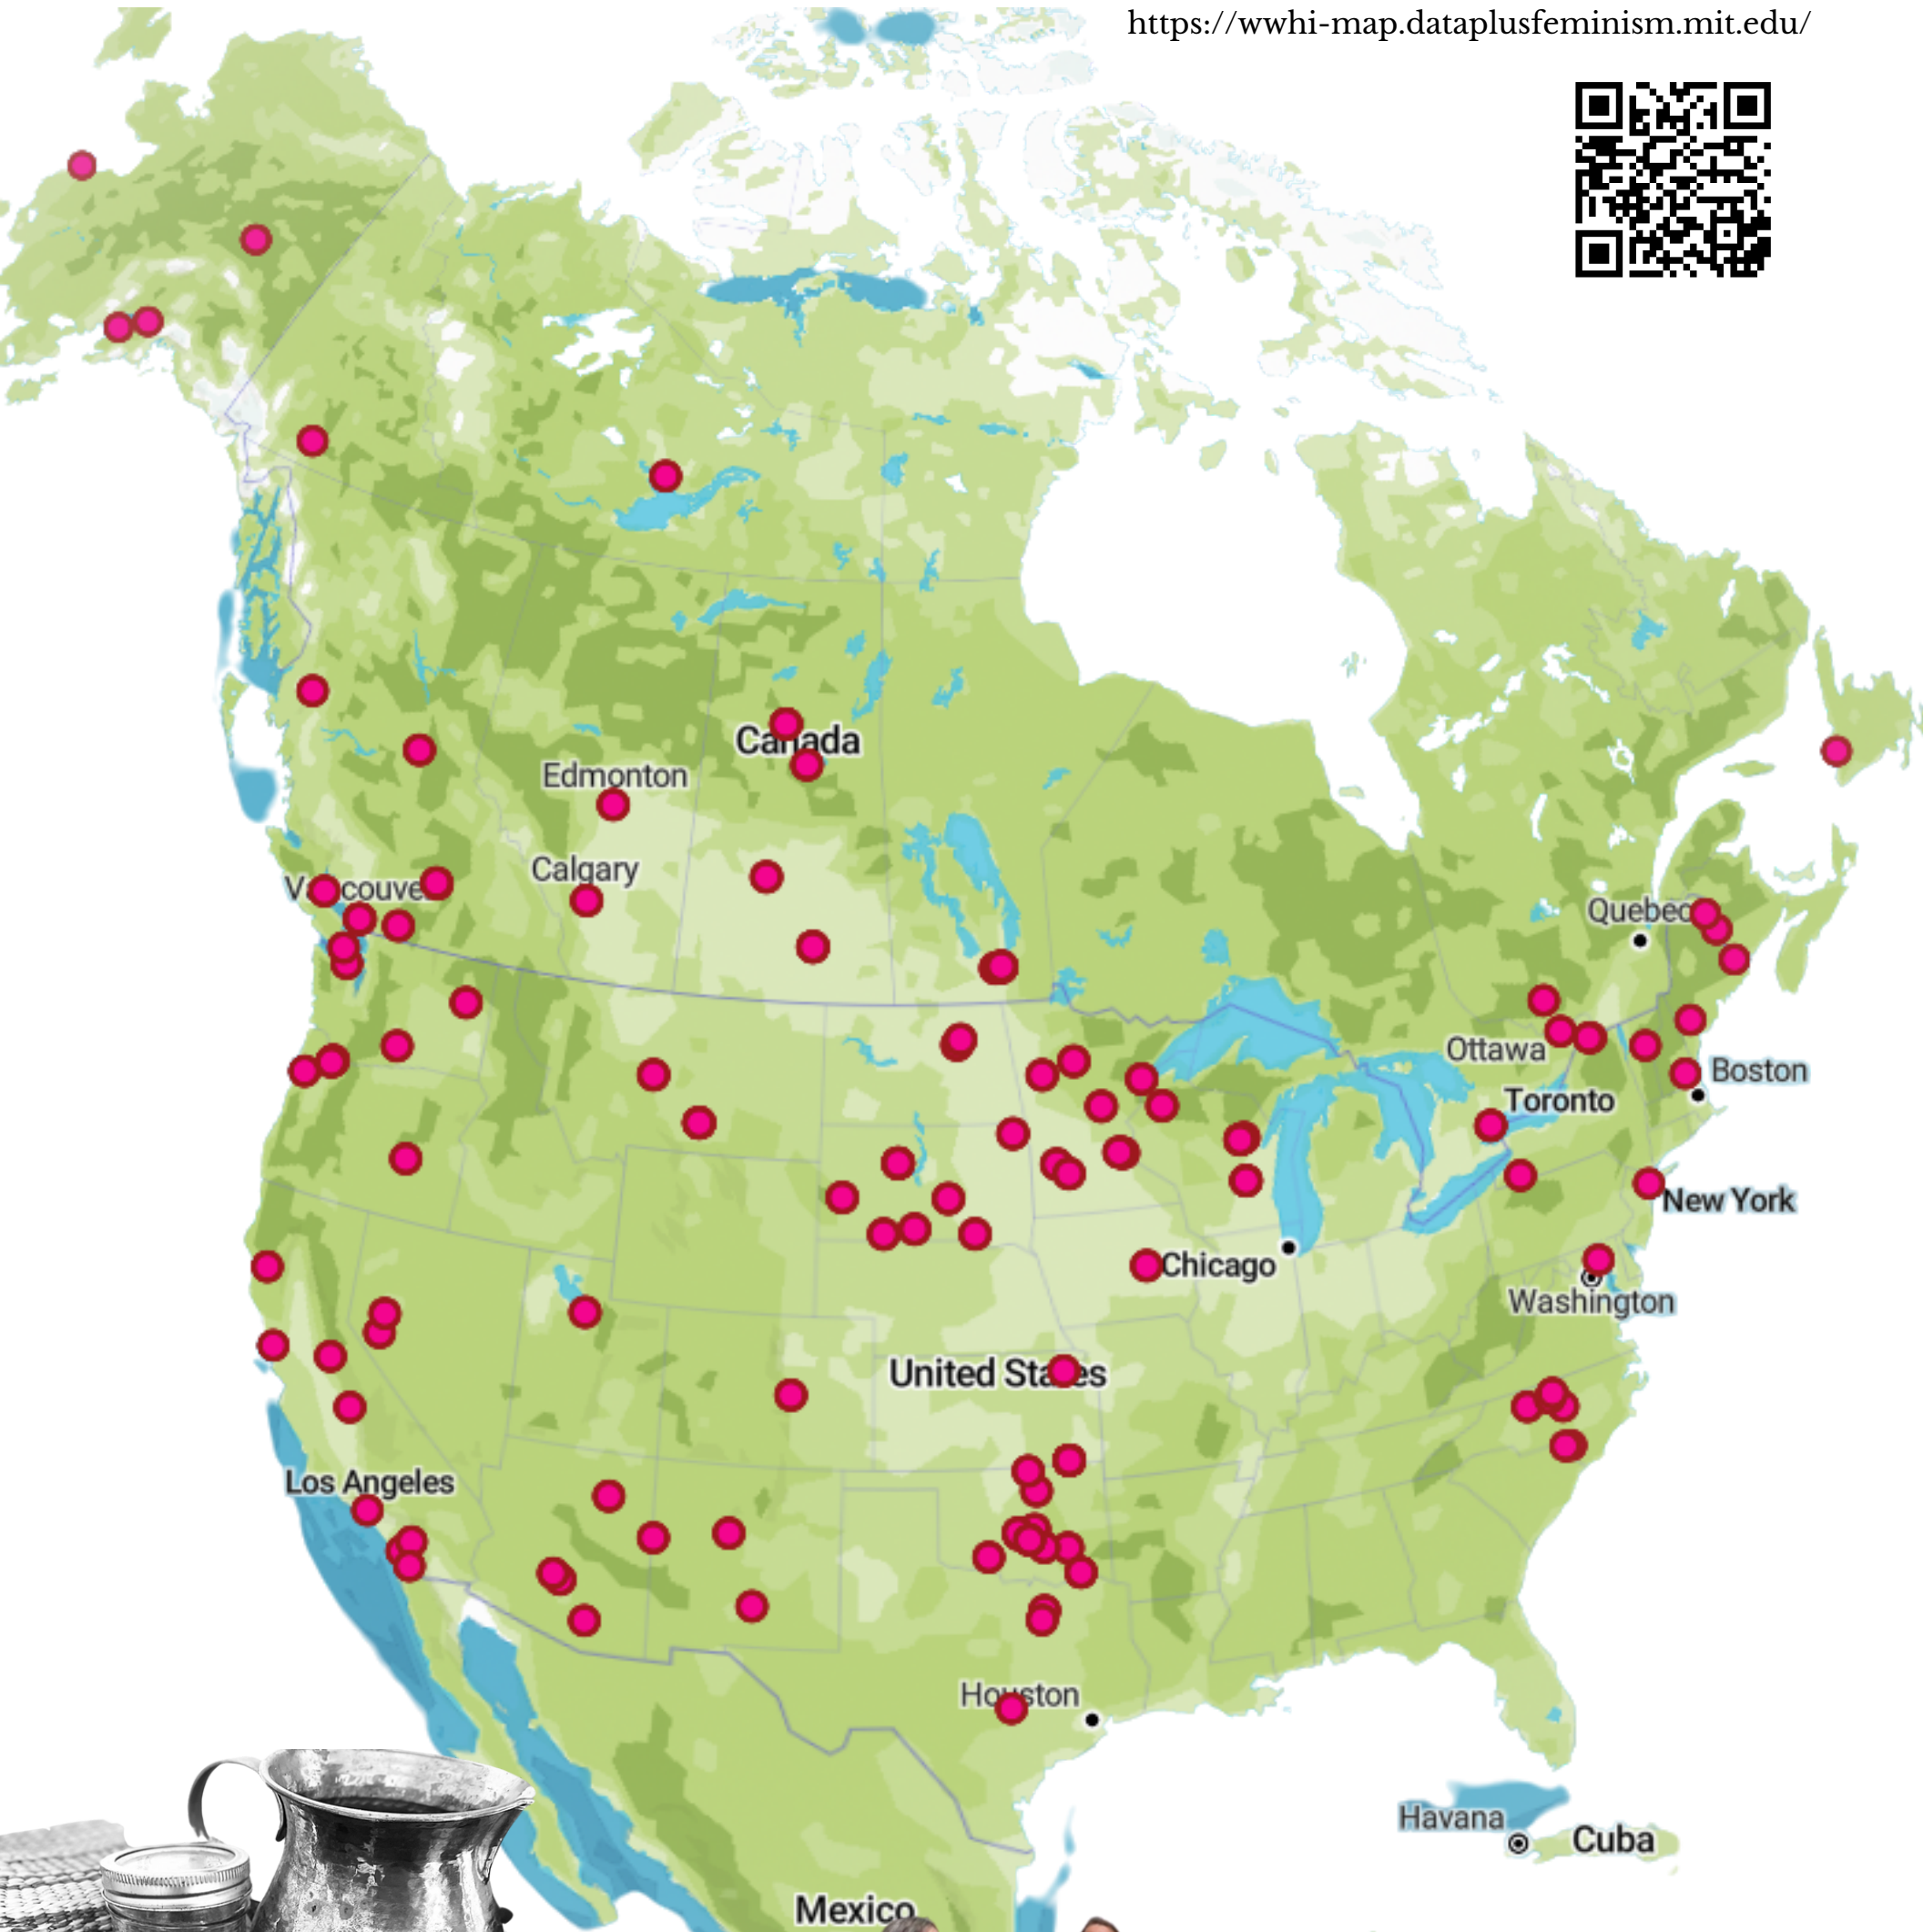 https://wwhi-map.dataplusfeminism.mit.edu/
Canada
Edmonton
Calgary
Vancouver
Quebec
Ottawa
Boston
Toronto
New York
Chicago
Washington
United States
Los Angeles
Houston
Havana
Cuba
Mexico